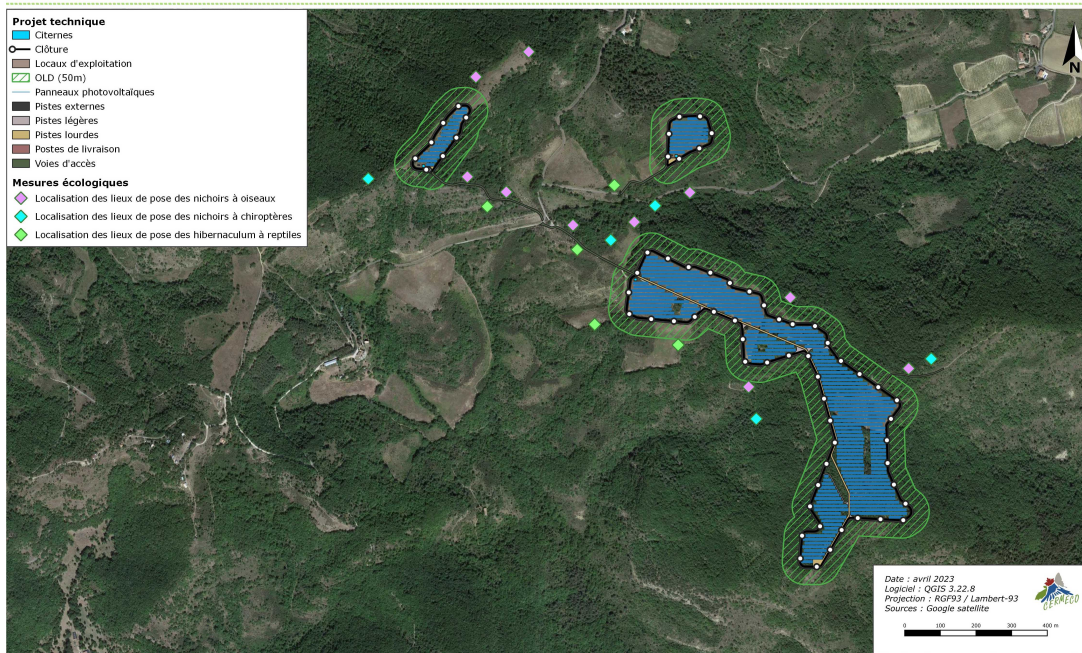 Projet technique
Citernes
Clôture
Locaux d'exploitation
OLD (50m)
Panneaux photovoltaïques
Pistes externes
Pistes légères
Pistes lourdes
Postes de livraison
Voies d'accès
Mesures écologiques
Localisation des lieux de pose des nichoirs à oiseaux
Localisation des lieux de pose des nichoirs à chiroptères
Localisation des lieux de pose des hibernaculum à reptiles
N
Date : avril 2023
Logiciel : QGIS 3.22.8
Projection : RGF93 / Lambert-93
Sources : Google satellite
CERMECO
0 100 200 300 400 m